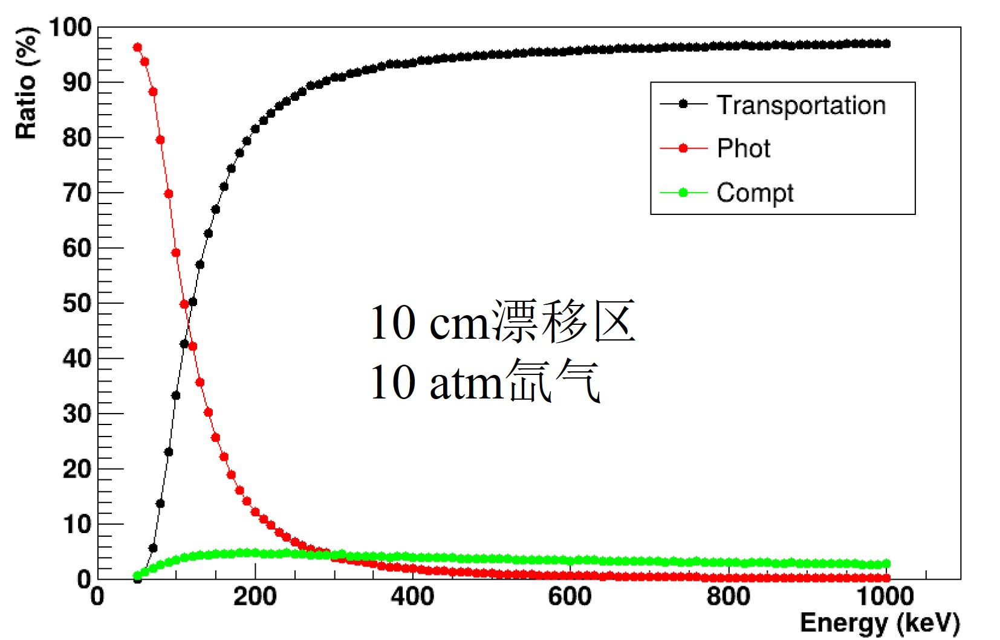 Ratio (%)
100
90
80
70
60
50
40
30
20
10
0
Transportation
Phot
Compt
10 cm漂移区
10 atm氙气
0 200 400 600 800 1000
Energy (keV)